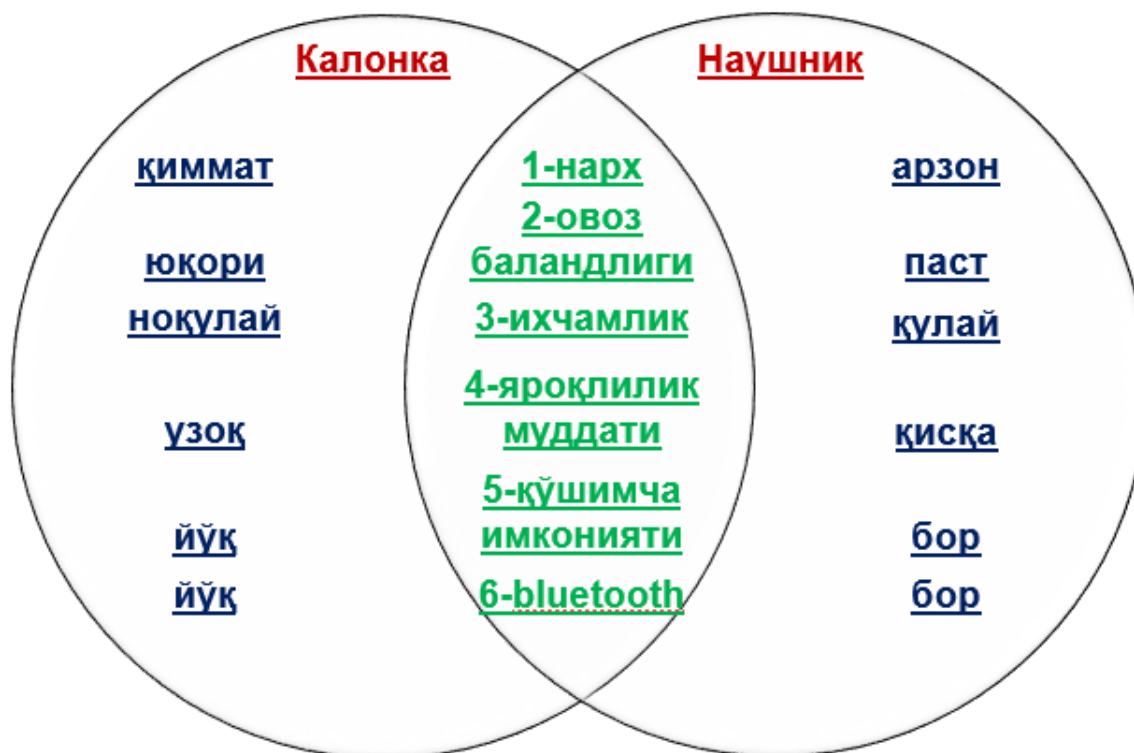 Калонка Наушник
қиммат 1-нарх арзон
2-овоз
юқори баландлиги паст
ноқулай 3-ихчамлик қулай
4-яроқлилик
узоқ муддати қисқа
5-қўшимча
йўқ имконияти бор
йўқ 6-bluetooth бор